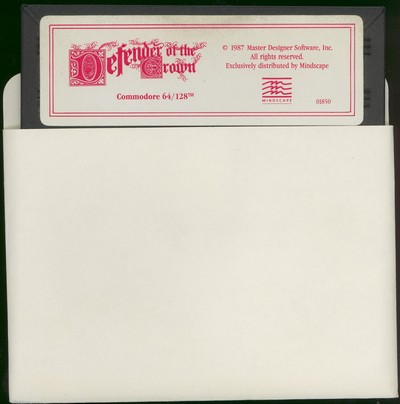 Defender of the
Crown
Commodore 64/128™
© 1987 Master Designer Software, Inc.
All rights reserved.
Exclusively distributed by Mindscape
MINDSCAPE
01850